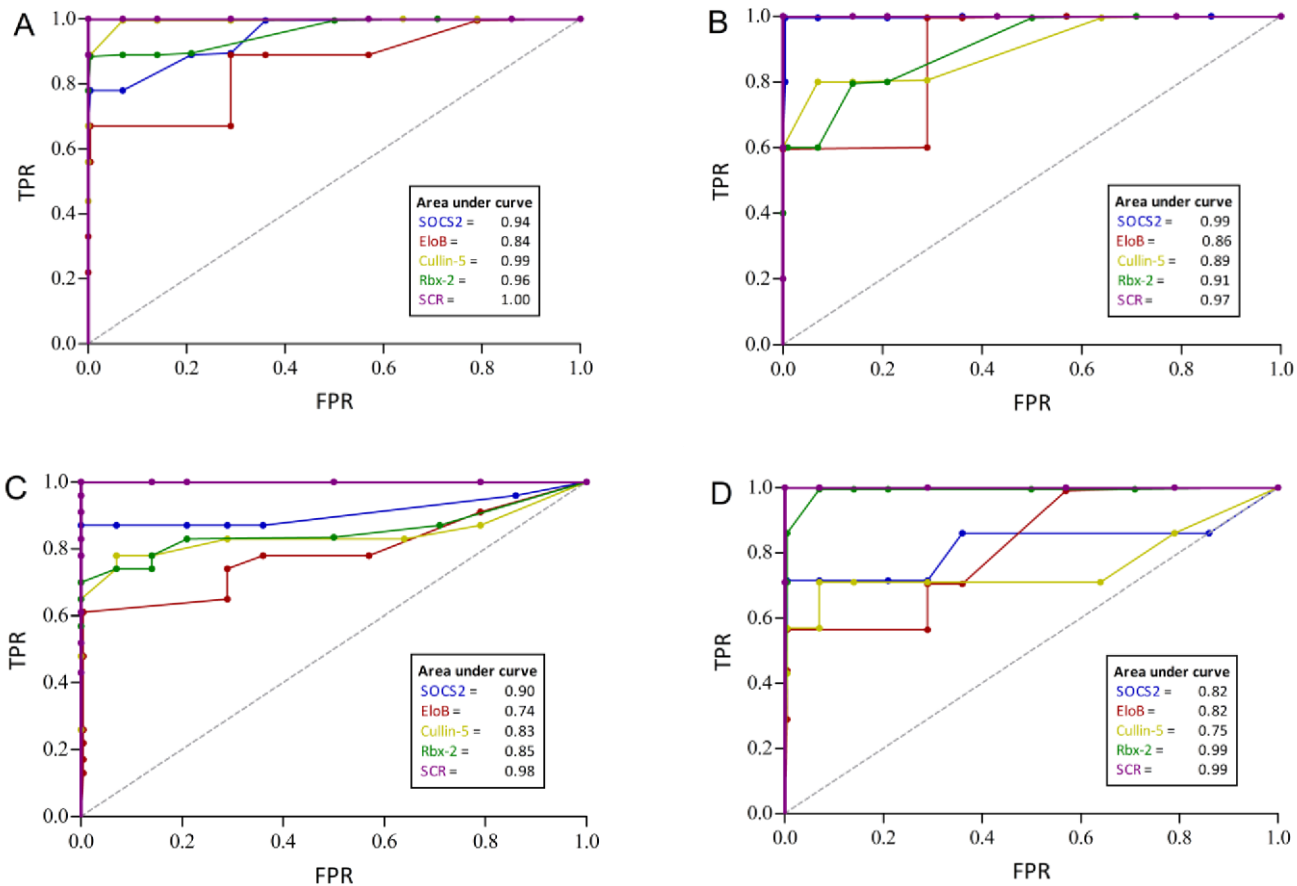 A
1.0
0.8
0.6
0.4
0.2
0.0
TPR
Area under curve
SOCS2 = 0.94
EloB = 0.84
Cullin-5 = 0.99
Rbx-2 = 0.96
SCR = 1.00
0.0 0.2 0.4 0.6 0.8 1.0
FPR
B
1.0
0.8
0.6
0.4
0.2
0.0
TPR
Area under curve
SOCS2 = 0.99
EloB = 0.86
Cullin-5 = 0.89
Rbx-2 = 0.91
SCR = 0.97
0.0 0.2 0.4 0.6 0.8 1.0
FPR
C
1.0
0.8
0.6
0.4
0.2
0.0
TPR
Area under curve
SOCS2 = 0.90
EloB = 0.74
Cullin-5 = 0.83
Rbx-2 = 0.85
SCR = 0.98
0.0 0.2 0.4 0.6 0.8 1.0
FPR
D
1.0
0.8
0.6
0.4
0.2
0.0
TPR
Area under curve
SOCS2 = 0.82
EloB = 0.82
Cullin-5 = 0.75
Rbx-2 = 0.99
SCR = 0.99
0.0 0.2 0.4 0.6 0.8 1.0
FPR